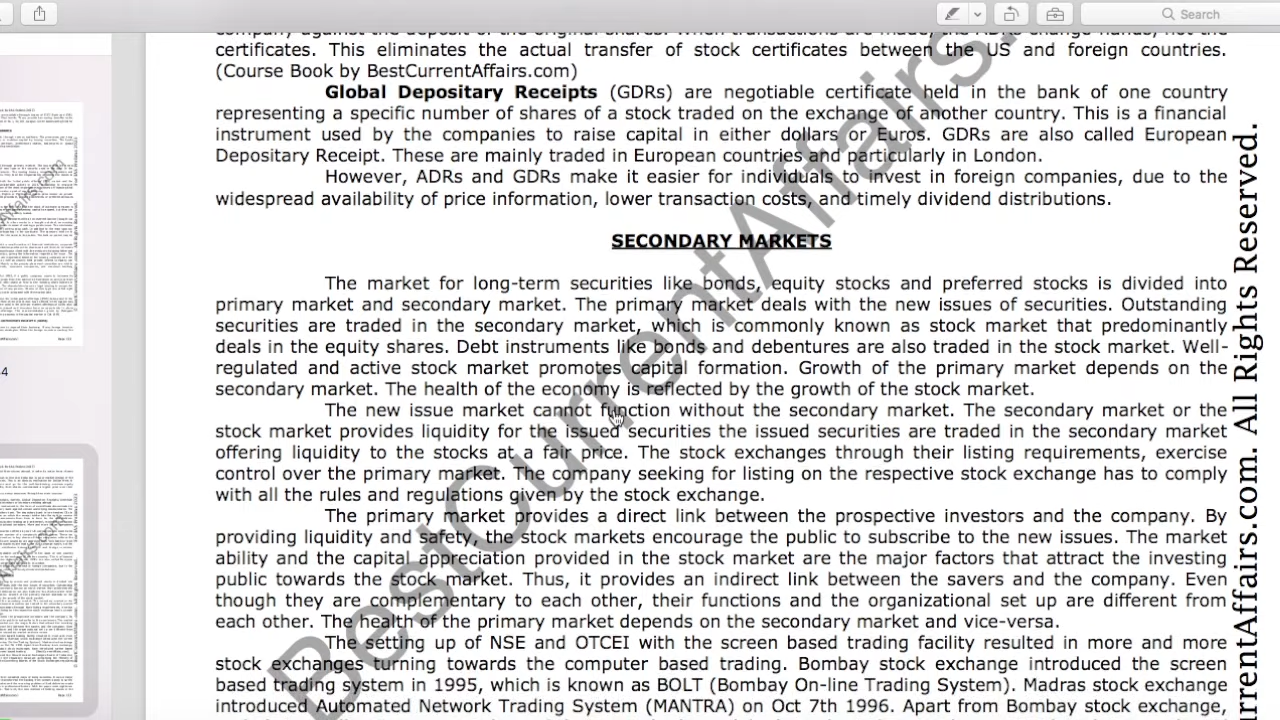 Search
company against the deposit of the original shares. When transactions are made, the ADRs change hands, not the
certificates. This eliminates the actual transfer of stock certificates between the US and foreign countries.
(Course Book by BestCurrentAffairs.com)
Global Depositary Receipts (GDRs) are negotiable certificate held in the bank of one country
representing a specific number of shares of a stock traded on the exchange of another country. This is a financial
instrument used by the companies to raise capital in either dollars or Euros. GDRs are also called European
Depositary Receipt. These are mainly traded in European countries and particularly in London.
However, ADRs and GDRs make it easier for individuals to invest in foreign companies, due to the
widespread availability of price information, lower transaction costs, and timely dividend distributions.
SECONDARY MARKETS
The market for long-term securities like bonds, equity stocks and preferred stocks is divided into
primary market and secondary market. The primary market deals with the new issues of securities. Outstanding
securities are traded in the secondary market, which is commonly known as stock market that predominantly
deals in the equity shares. Debt instruments like bonds and debentures are also traded in the stock market. Well-
regulated and active stock market promotes capital formation. Growth of the primary market depends on the
secondary market. The health of the economy is reflected by the growth of the stock market.
The new issue market cannot function without the secondary market. The secondary market or the
stock market provides liquidity for the issued securities the issued securities are traded in the secondary market
offering liquidity to the stocks at a fair price. The stock exchanges through their listing requirements, exercise
control over the primary market. The company seeking for listing on the respective stock exchange has to comply
with all the rules and regulations given by the stock exchange.
The primary market provides a direct link between the prospective investors and the company. By
providing liquidity and safety, the stock markets encourage the public to subscribe to the new issues. The market
ability and the capital appreciation provided in the stock market are the major factors that attract the investing
public towards the stock market. Thus, it provides an indirect link between the savers and the company. Even
though they are complementary to each other, their functions and the organizational set up are different from
each other. The health of the primary market depends on the secondary market and vice-versa.
The setting up of NSE and OTCEI with the screen based trading facility resulted in more and more
stock exchanges turning towards the computer based trading. Bombay stock exchange introduced the screen
based trading system in 1995, which is known as BOLT (Bombay On-line Trading System). Madras stock exchange
introduced Automated Network Trading System (MANTRA) on Oct 7th 1996. Apart from Bombay stock exchange,
BestCurrentAffairs.
rrentAffairs.com. All Rights Reserved.
4